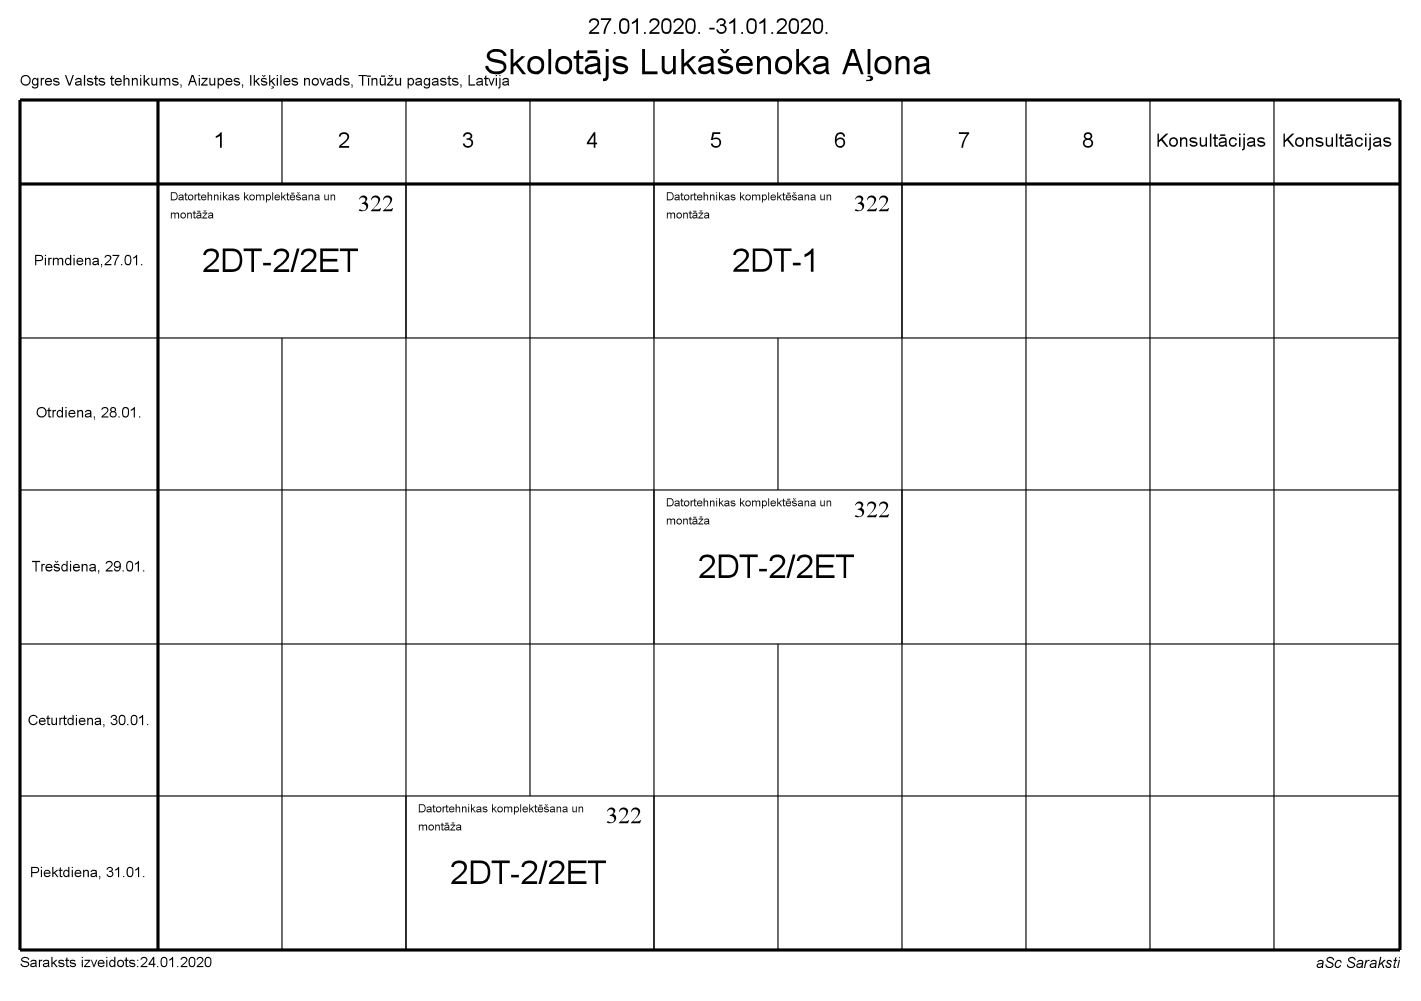 27.01.2020. -31.01.2020.
Skolotājs Lukašenoka Aļona
Ogres Valsts tehnikums, Aizupes, Ikšķiles novads, Tīnūžu pagasts, Latvija
1 2 3 4 5 6 7 8 Konsultācijas Konsultācijas
Pirmdiena,27.01.
Datortehnikas komplektēšana un
montāža
322
2DT-2/2ET
Datortehnikas komplektēšana un
montāža
322
2DT-1
Otrdiena, 28.01.
Trešdiena, 29.01.
Datortehnikas komplektēšana un
montāža
322
2DT-2/2ET
Ceturtdiena, 30.01.
Piektdiena, 31.01.
Datortehnikas komplektēšana un
montāža
322
2DT-2/2ET
Saraksts izveidots:24.01.2020
aSc Saraksti